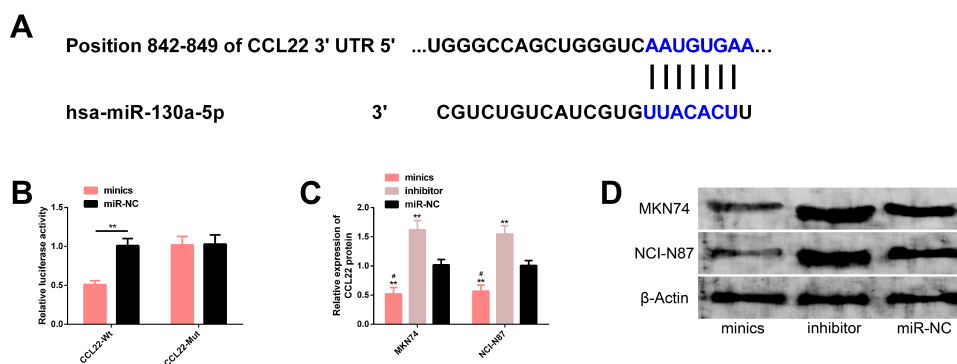 A
Position 842-849 of CCL22 3' UTR 5' ...UGGGCCAGCUGGGUCAAUGUGAA...
hsa-miR-130a-5p 3' CGUCUGUCAUCGUGUUACACUU
B
minics
miR-NC
Relative luciferase activity
1.5
1.0
0.5
0.0
**
CCL22-Wt
CCL22-Mut
C
minics
inhibitor
miR-NC
Relative expression of
CCL22 protein
2.0
1.5
1.0
0.5
0.0
#
**
**
#
**
**
MKN74
NCI-N87
D
MKN74
NCI-N87
β-Actin
minics inhibitor miR-NC